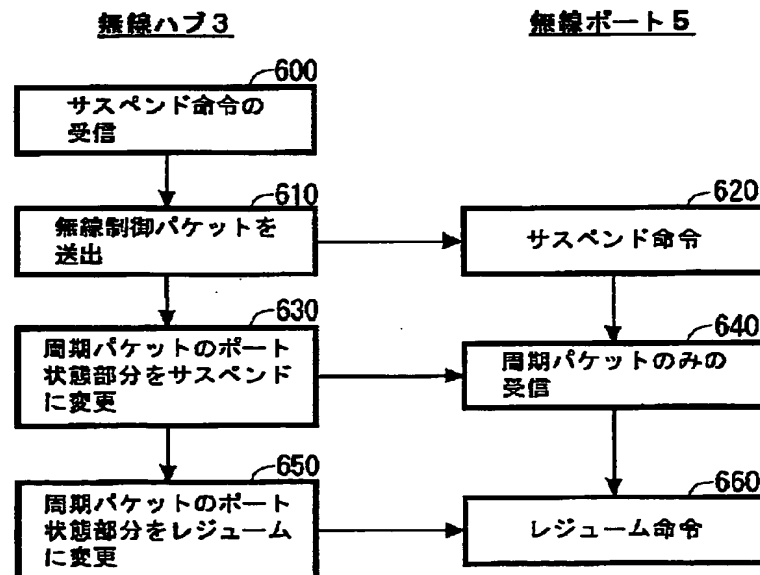 無線ハブ3
無線ポート5
600
サスペンド命令の
受信
610
無線制御パケットを
送出
620
サスペンド命令
630
周期パケットのポート
状態部分をサスペンド
に変更
640
周期パケットのみの
受信
650
周期パケットのポート
状態部分をレジューム
に変更
660
レジューム命令